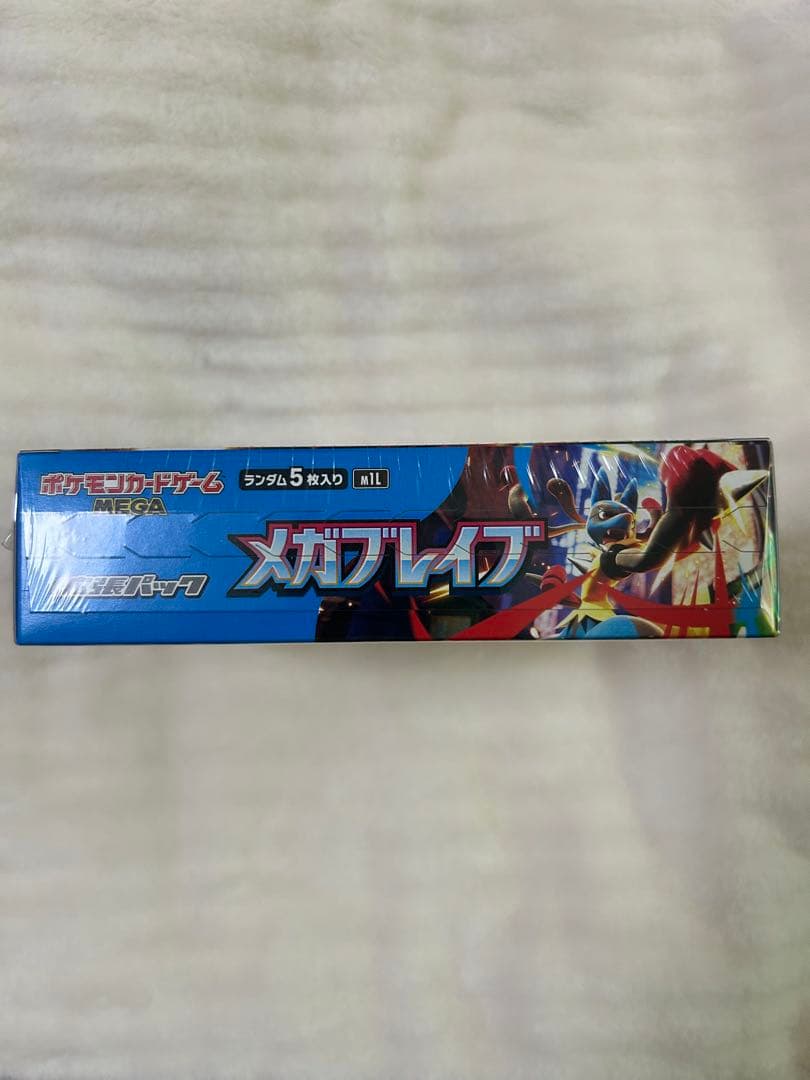 ポケモンカードゲーム
MEGA
ランダム5枚入り
M1L
拡張パック
メガブレイブ